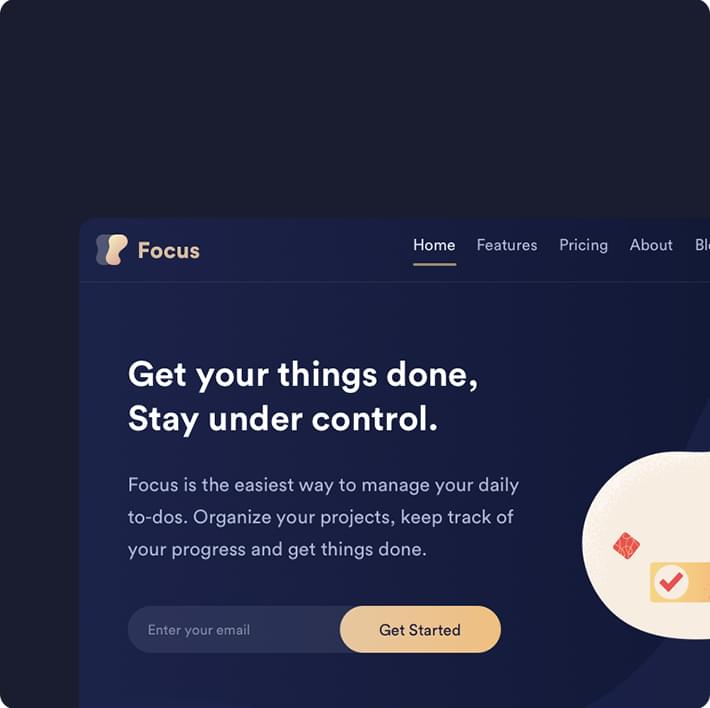 Focus
Home Features Pricing About
Get your things done,
Stay under control.
Focus is the easiest way to manage your daily
to-dos. Organize your projects, keep track of
your progress and get things done.
Enter your email Get Started